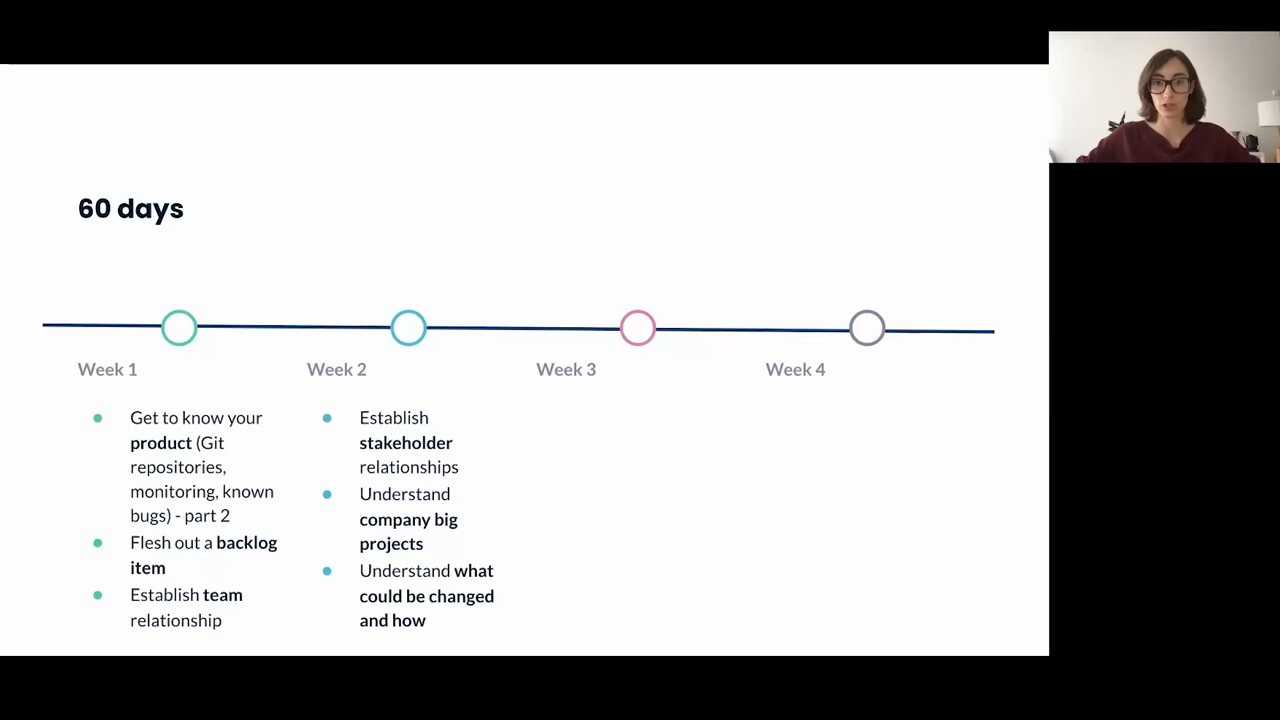 60 days
Week 1
Get to know your
product (Git
repositories,
monitoring, known
bugs) - part 2
Flesh out a backlog
item
Establish team
relationship
Week 2
Establish
stakeholder
relationships
Understand
company big
projects
Understand what
could be changed
and how
Week 3
Week 4